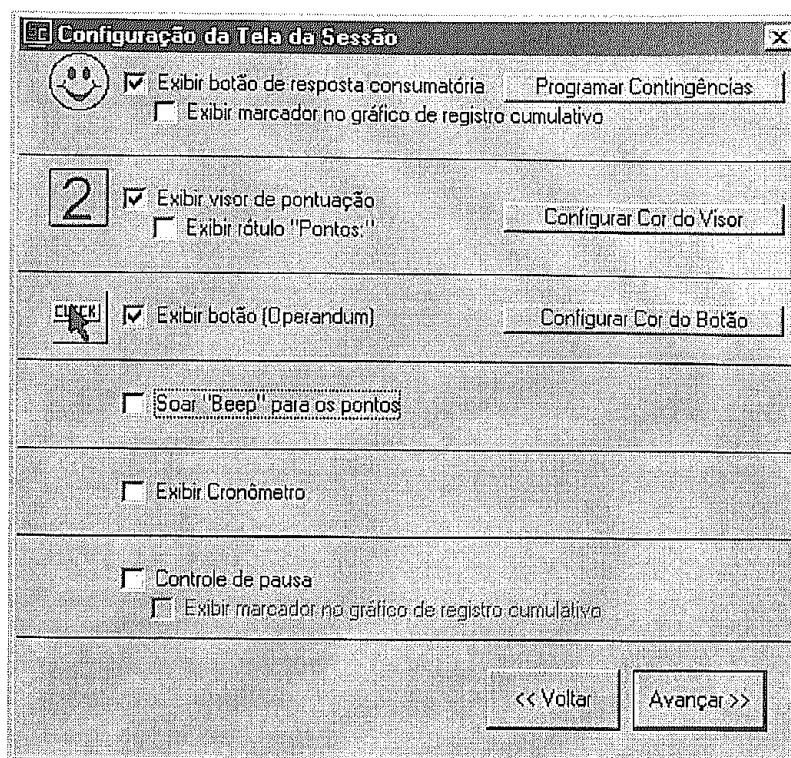 Configuração da Tela da Sessão
Exibir botão de resposta consumatória
Programar Contingências
Exibir marcador no gráfico de registro cumulativo
2
Exibir visor de pontuação
Exibir rótulo "Pontos:"
Configurar Cor do Visor
CLICK
Exibir botão (Operandum)
Configurar Cor do Botão
Soar "Beep" para os pontos
Exibir Cronômetro
Controle de pausa
Exibir marcador no gráfico de registro cumulativo
<< Voltar
Avançar >>